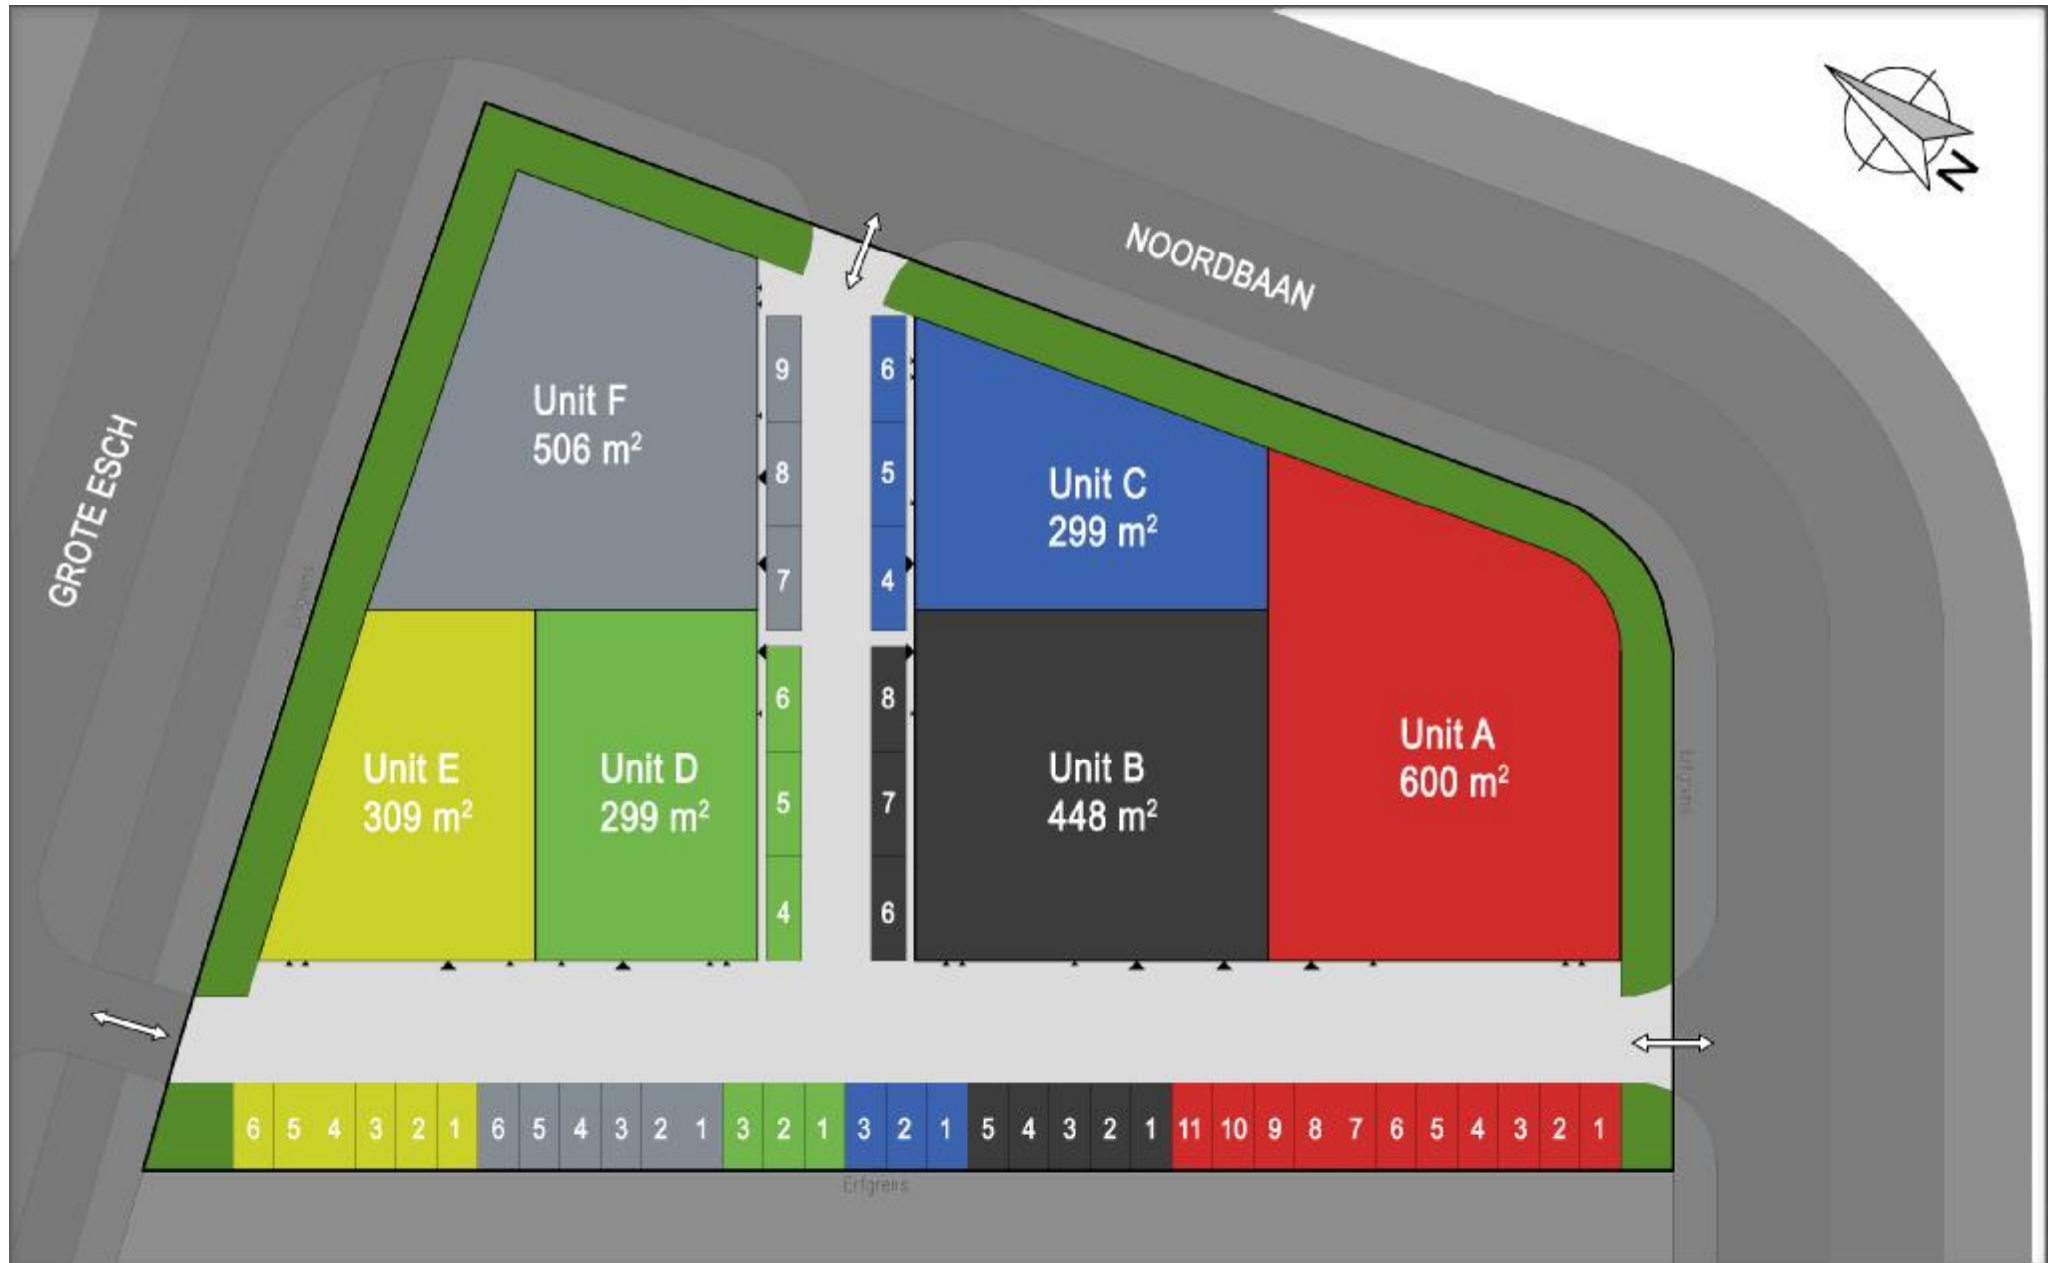 N
NOORDBAAN
GROTE ESCH
Unit F
506 m²
9
8
7
6
5
4
6
5
4
8
7
6
Unit C
299 m²
Unit A
600 m²
Unit E
309 m²
Unit D
299 m²
Unit B
448 m²
6 5 4 3 2 1 6 5 4 3 2 1 3 2 1 3 2 1 5 4 3 2 1 11 10 9 8 7 6 5 4 3 2 1
Erfgrens